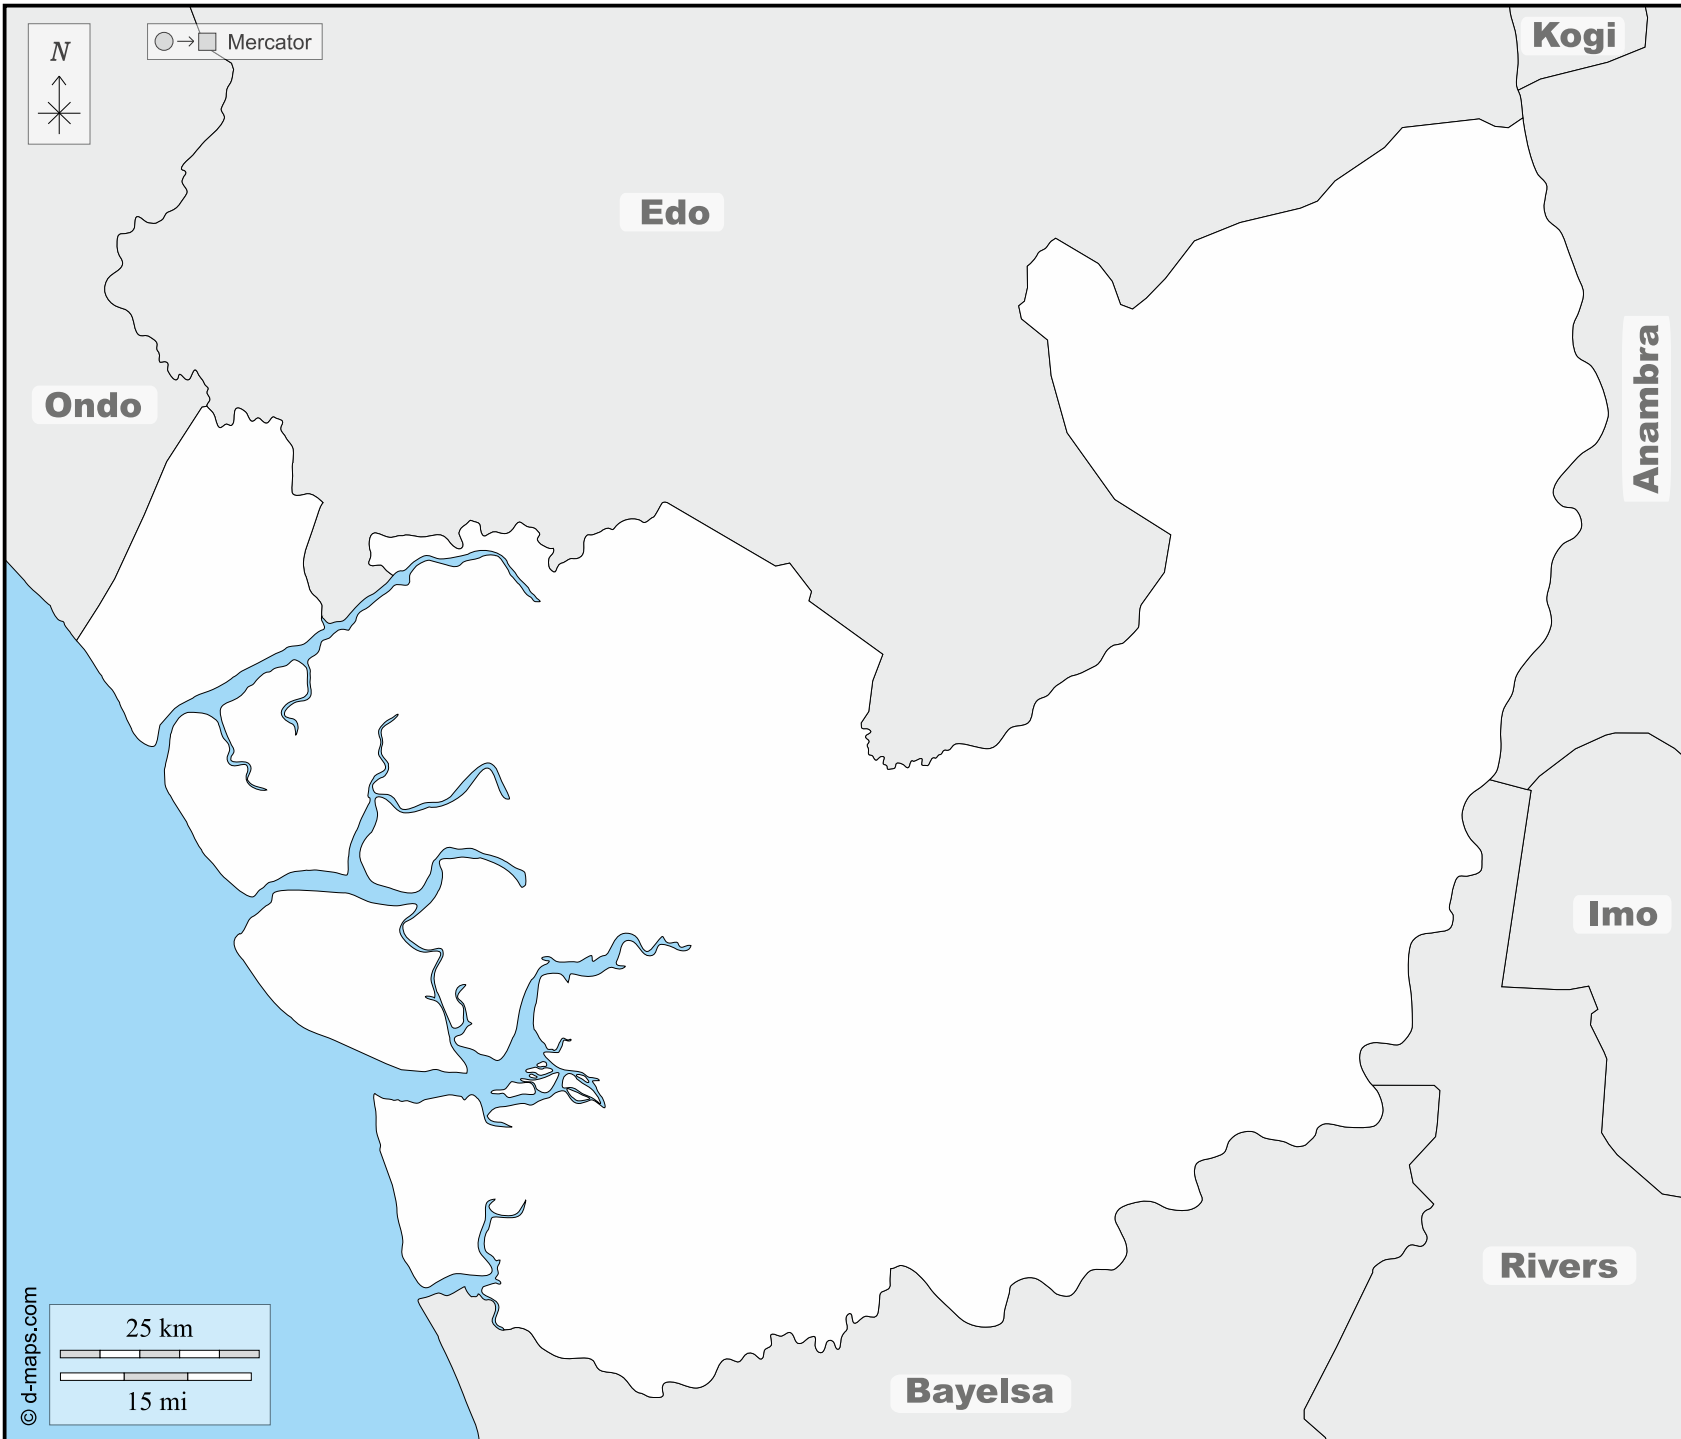 N
Mercator
Kogi
Edo
Anambra
Ondo
Imo
Rivers
Bayelsa
25 km
15 mi
© d-maps.com